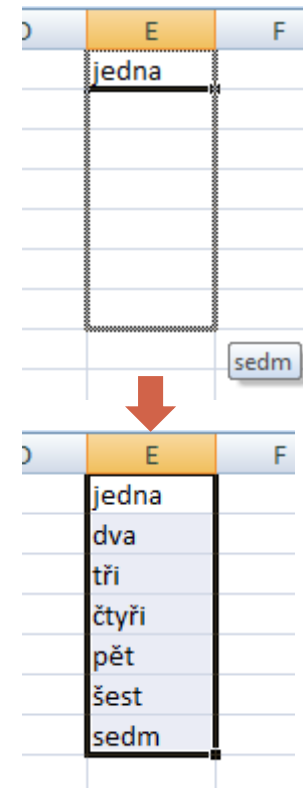 D E F
jedna
sedm
D E F
jedna
dva
tři
čtyři
pět
šest
sedm